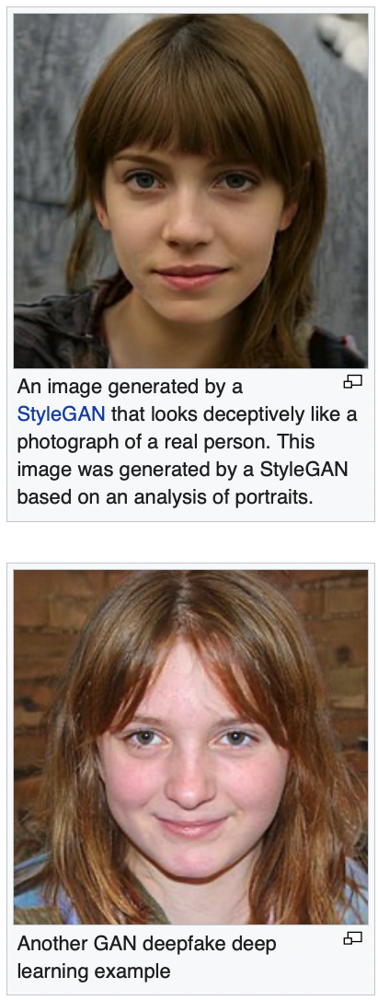 An image generated by a
StyleGAN that looks deceptively like a
photograph of a real person. This
image was generated by a StyleGAN
based on an analysis of portraits.
Another GAN deepfake deep
learning example